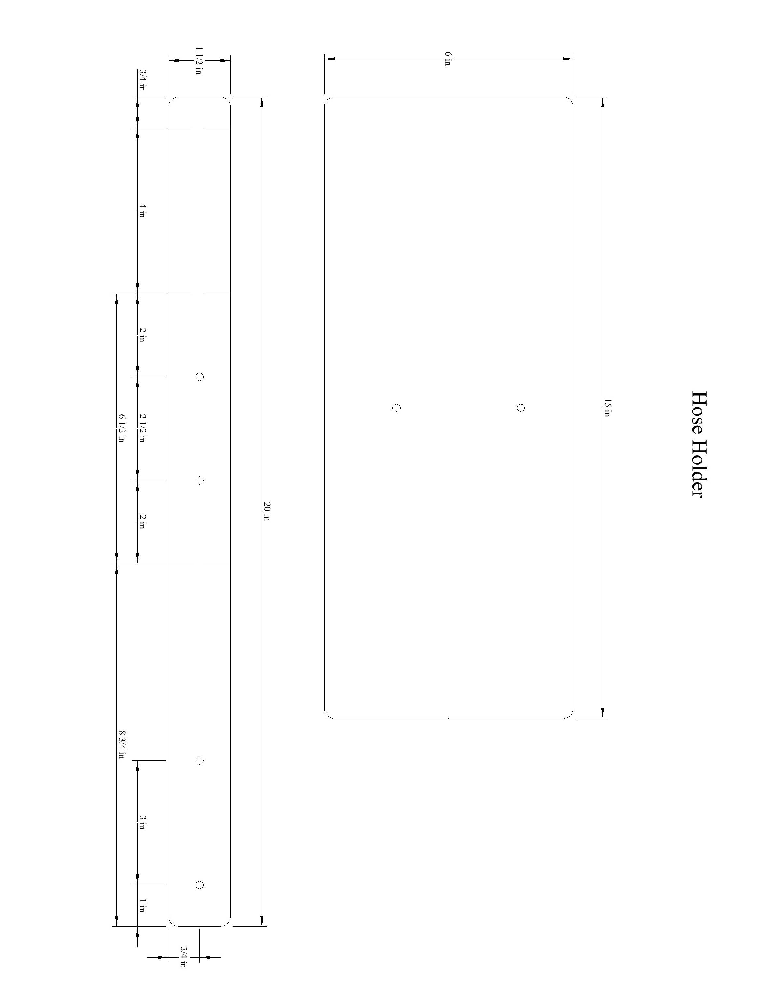 Hose Holder
15 in
6 in
20 in
1 1/2 in
3/4 in
4 in
2 in
2 1/2 in
2 in
3 in
1 in
6 1/2 in
8 3/4 in
3/4 in